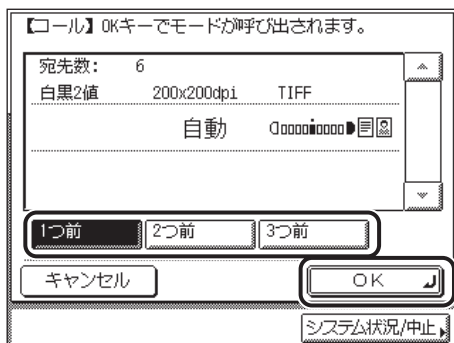 【コール】OKキーでモードが呼び出されます。
宛先数: 6
白黒2値 200x200dpi TIFF
自動
1つ前 2つ前 3つ前
キャンセル OK
システム状況/中止